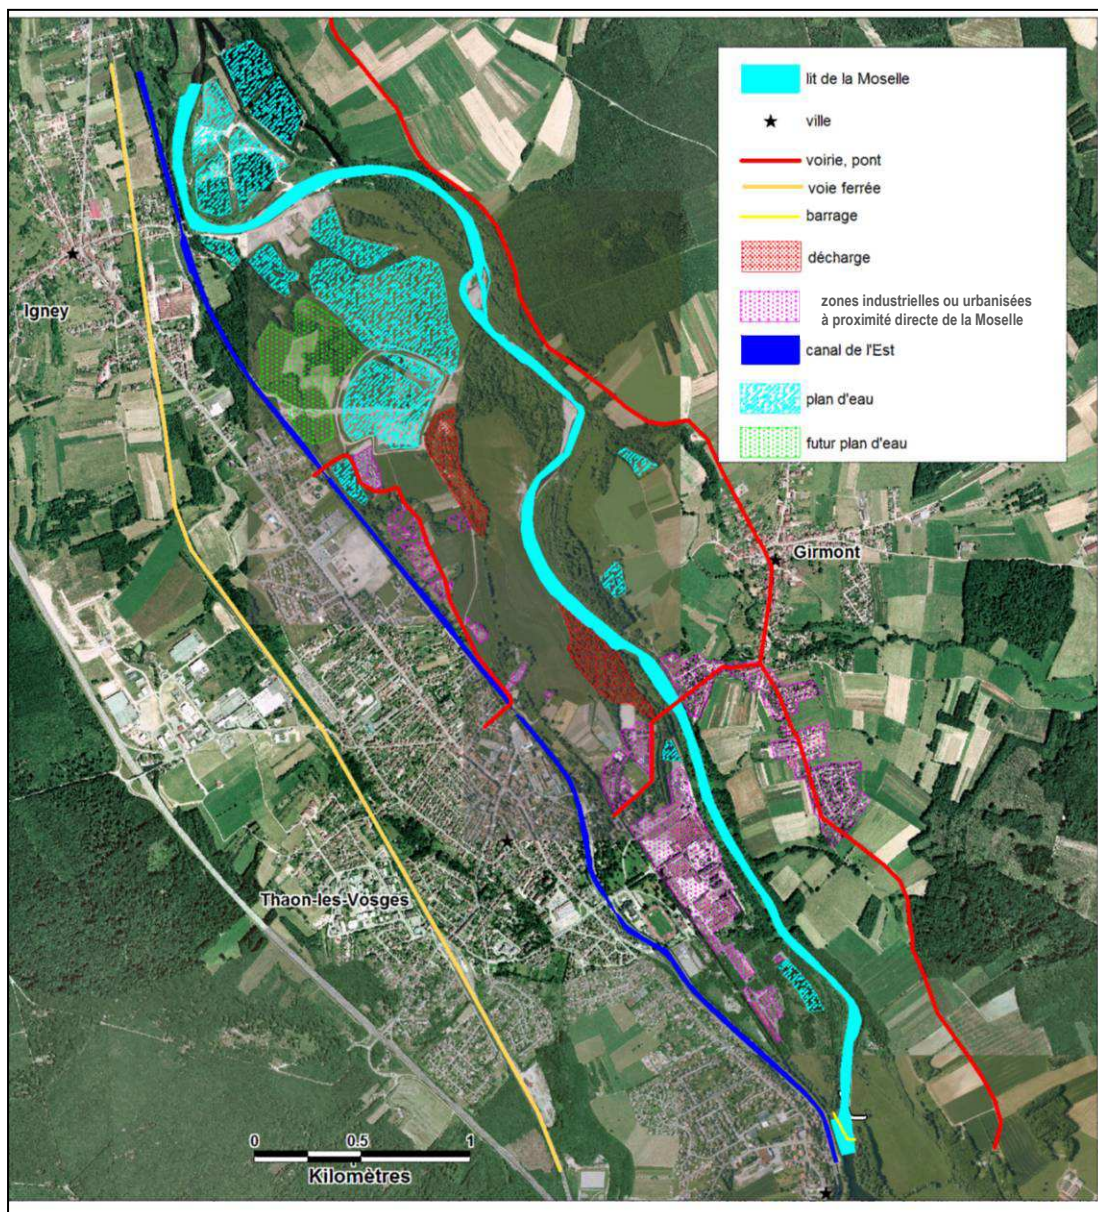 lit de la Moselle
ville
voirie, pont
voie ferrée
barrage
décharge
zones industrielles ou urbanisées
à proximité directe de la Moselle
canal de l'Est
plan d'eau
futur plan d'eau
Igney
Girmont
Thaon-les-Vosges
0 0.5 1
Kilomètres